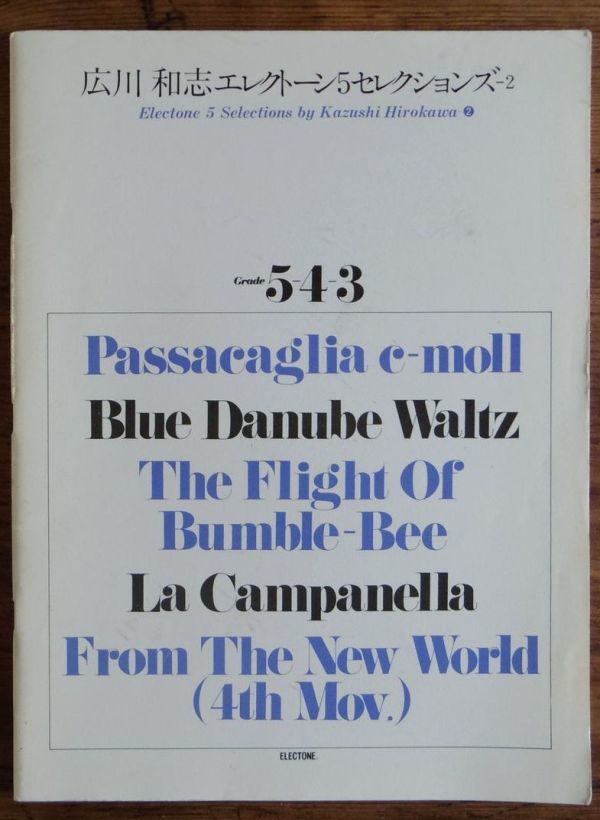 広川 和志エレクトーン5セレクションズ-2
Electone 5 Selections by Kazushi Hirokawa ❷
Grade 5-4-3
Passacaglia c-moll
Blue Danube Waltz
The Flight Of
Bumble-Bee
La Campanella
From The New World
(4th Mov.)
ELECTONE.